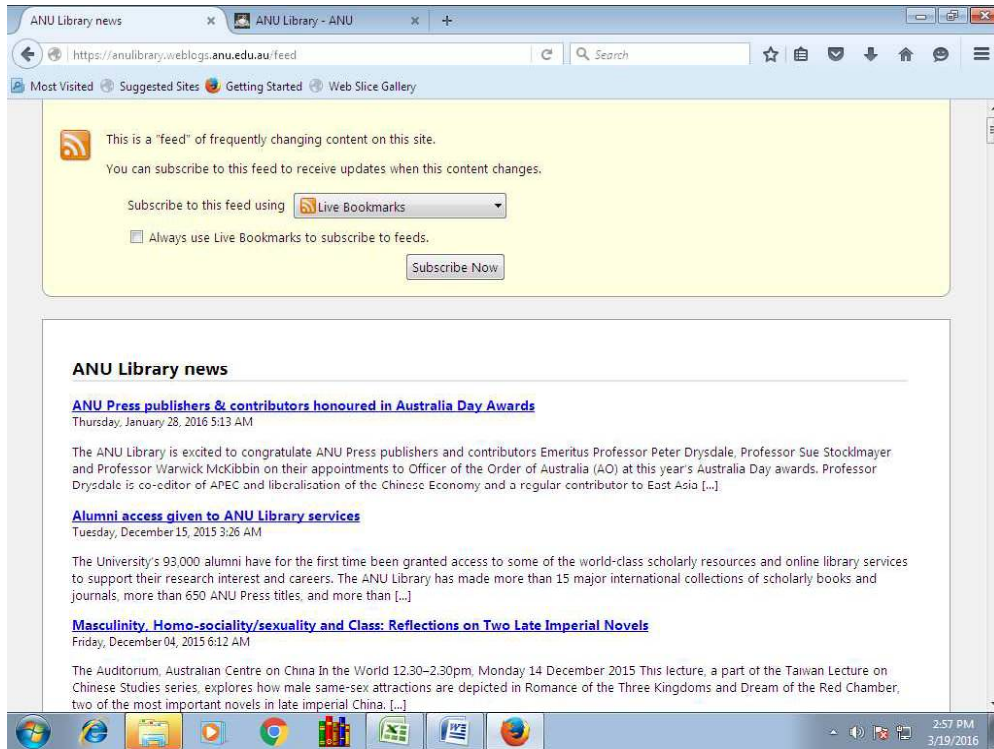 ANU Library news
ANU Library - ANU
https://anulibrary.weblogs.anu.edu.au/feed
Search
Most Visited Suggested Sites Getting Started Web Slice Gallery
This is a "feed" of frequently changing content on this site.
You can subscribe to this feed to receive updates when this content changes.
Subscribe to this feed using Live Bookmarks
Always use Live Bookmarks to subscribe to feeds.
Subscribe Now
ANU Library news
ANU Press publishers & contributors honoured in Australia Day Awards
Thursday, January 28, 2016 5:13 AM
The ANU Library is excited to congratulate ANU Press publishers and contributors Emeritus Professor Peter Drysdale, Professor Sue Stocklmayer
and Professor Warwick McKibbin on their appointments to Officer of the Order of Australia (AO) at this year's Australia Day awards. Professor
Drysdale is co-editor of APEC and liberalisation of the Chinese Economy and a regular contributor to East Asia [...]
Alumni access given to ANU Library services
Tuesday, December 15, 2015 3:26 AM
The University's 93,000 alumni have for the first time been granted access to some of the world-class scholarly resources and online library services
to support their research interest and careers. The ANU Library has made more than 15 major international collections of scholarly books and
journals, more than 650 ANU Press titles, and more than [...]
Masculinity, Homo-sociality/sexuality and Class: Reflections on Two Late Imperial Novels
Friday, December 04, 2015 6:12 AM
The Auditorium, Australian Centre on China In the World 12.30–2.30pm, Monday 14 December 2015 This lecture, a part of the Taiwan Lecture on
Chinese Studies series, explores how male same-sex attractions are depicted in Romance of the Three Kingdoms and Dream of the Red Chamber,
two of the most important novels in late imperial China. [...]
2:57 PM
3/19/2016